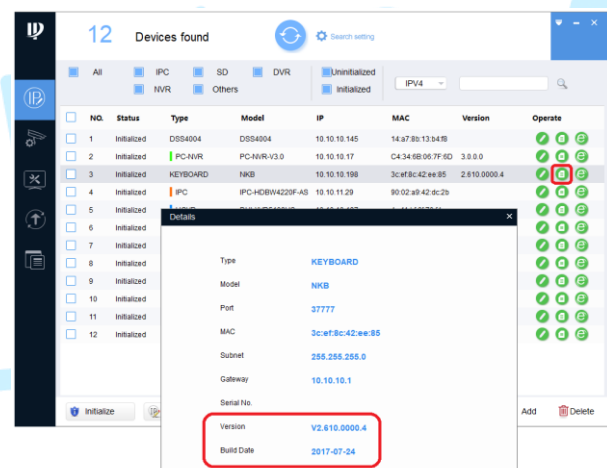 12 Devices found
Search setting
All IPC SD DVR Uninitialized
NVR Others Initialized
IPV4
NO. Status Type Model IP MAC Version Operate
1 Initialized DSS4004 DSS4004 10.10.10.145 14:a7:8b:13:b4:f8
2 Initialized PC-NVR PC-NVR-V3.0 10.10.10.17 C4:34:6B:06:7F:6D 3.0.0.0
3 Initialized KEYBOARD NKB 10.10.10.198 3c:ef:8c:42:ee:85 2.610.0000.4
4 Initialized IPC IPC-HDBW4220F-AS 10.10.11.29 90:02:a9:42:dc:2b
5 Initialized
6 Initialized
7 Initialized
8 Initialized
9 Initialized
10 Initialized
11 Initialized
12 Initialized
Details
Type KEYBOARD
Model NKB
Port 37777
MAC 3c:ef:8c:42:ee:85
Subnet 255.255.255.0
Gateway 10.10.10.1
Serial No.
Version V2.610.0000.4
Build Date 2017-07-24
Initialize Add Delete